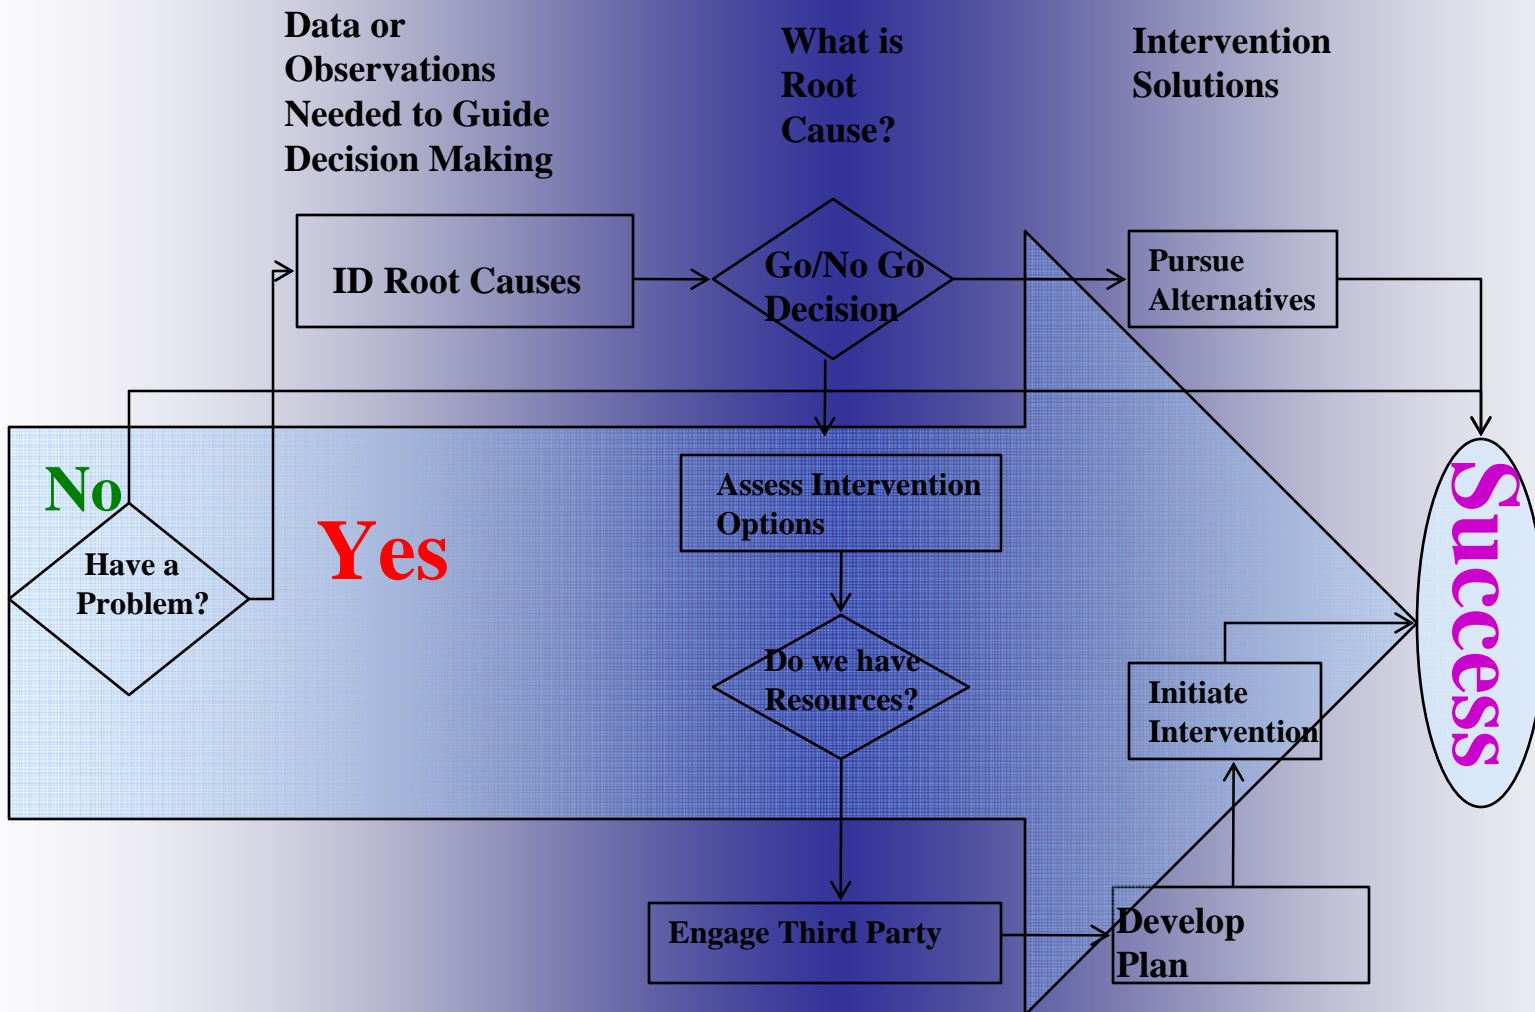 Data or
Observations
Needed to Guide
Decision Making
What is
Root
Cause?
Intervention
Solutions
ID Root Causes
Go/No Go
Decision
Pursue
Alternatives
No
Have a
Problem?
Yes
Assess Intervention
Options
Do we have
Resources?
Initiate
Intervention
Success
Engage Third Party
Develop
Plan